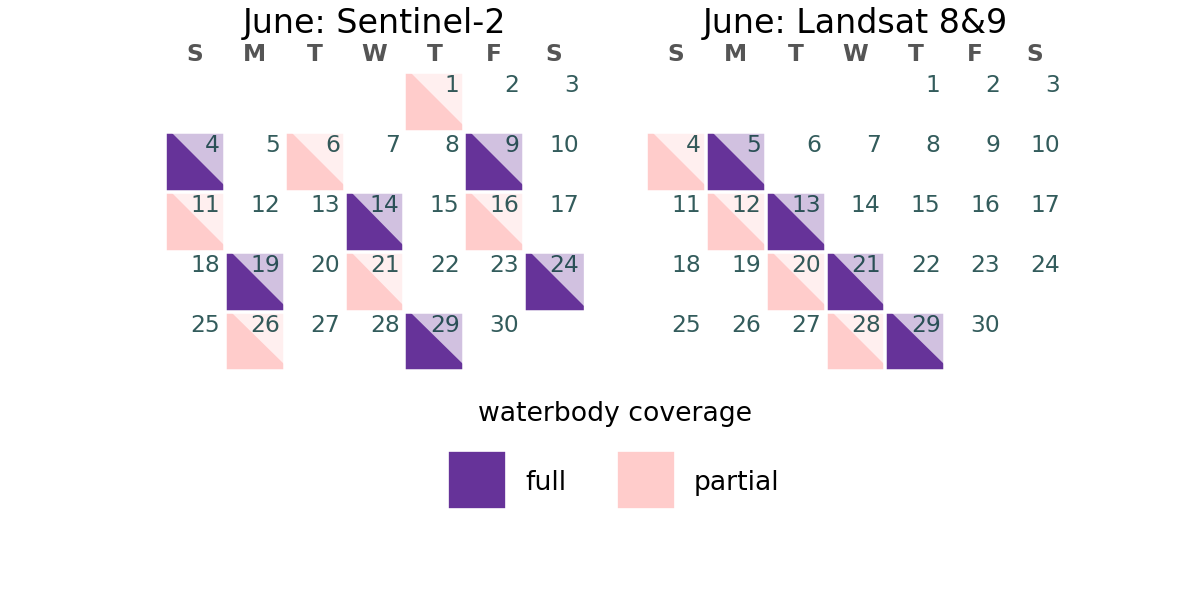 June: Sentinel-2
S M T W T F S
1 2 3
4 5 6 7 8 9 10
11 12 13 14 15 16 17
18 19 20 21 22 23 24
25 26 27 28 29 30
June: Landsat 8&9
S M T W T F S
1 2 3
4 5 6 7 8 9 10
11 12 13 14 15 16 17
18 19 20 21 22 23 24
25 26 27 28 29 30
waterbody coverage
full partial